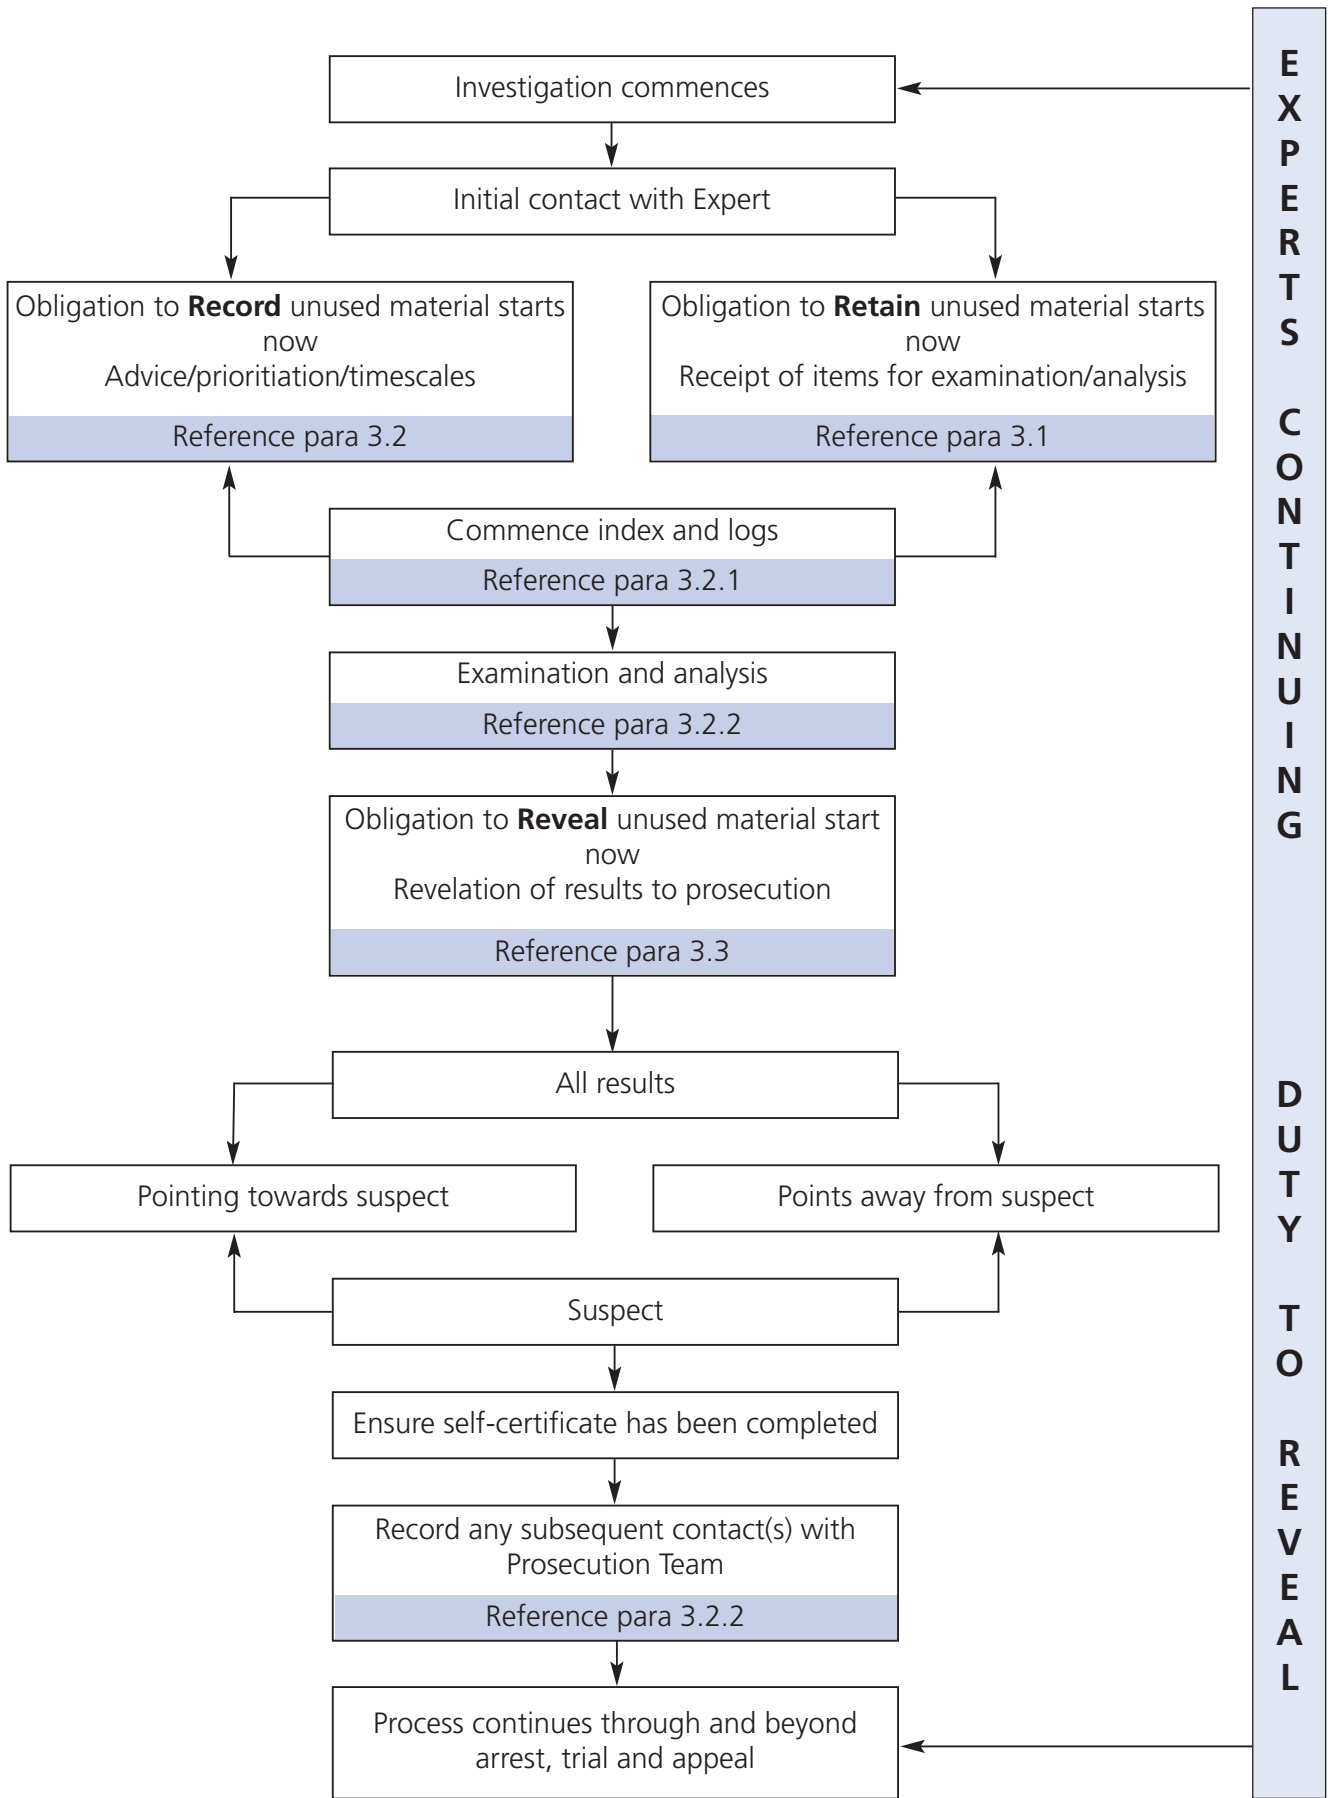 Investigation commences
Initial contact with Expert
Obligation to Record unused material starts
now
Advice/prioritiation/timescales
Reference para 3.2
Obligation to Retain unused material starts
now
Receipt of items for examination/analysis
Reference para 3.1
Commence index and logs
Reference para 3.2.1
Examination and analysis
Reference para 3.2.2
Obligation to Reveal unused material start
now
Revelation of results to prosecution
Reference para 3.3
All results
Pointing towards suspect
Points away from suspect
Suspect
Ensure self-certificate has been completed
Record any subsequent contact(s) with
Prosecution Team
Reference para 3.2.2
Process continues through and beyond
arrest, trial and appeal
EXPERTS CONTINUING DUTY TO REVEAL